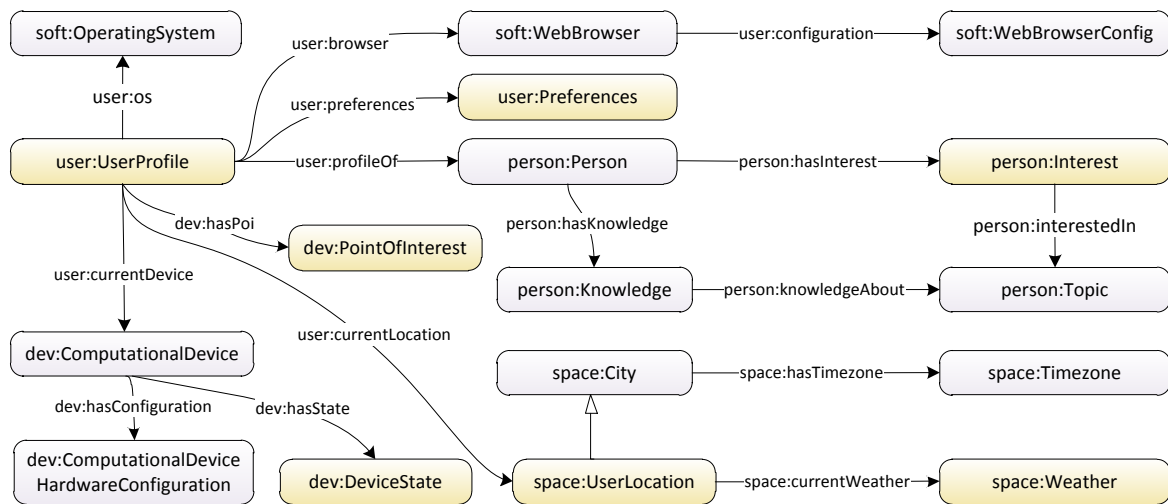 soft:OperatingSystem
user:browser
soft:WebBrowser
user:configuration
soft:WebBrowserConfig
user:os
user:preferences
user:Preferences
user:UserProfile
user:profileOf
person:Person
person:hasInterest
person:Interest
dev:hasPoi
person:hasKnowledge
person:interestedIn
dev:PointOfInterest
user:currentDevice
person:Knowledge
person:knowledgeAbout
person:Topic
user:currentLocation
dev:ComputationalDevice
space:City
space:hasTimezone
space:Timezone
dev:hasConfiguration
dev:hasState
dev:ComputationalDevice
HardwareConfiguration
dev:DeviceState
space:UserLocation
space:currentWeather
space:Weather